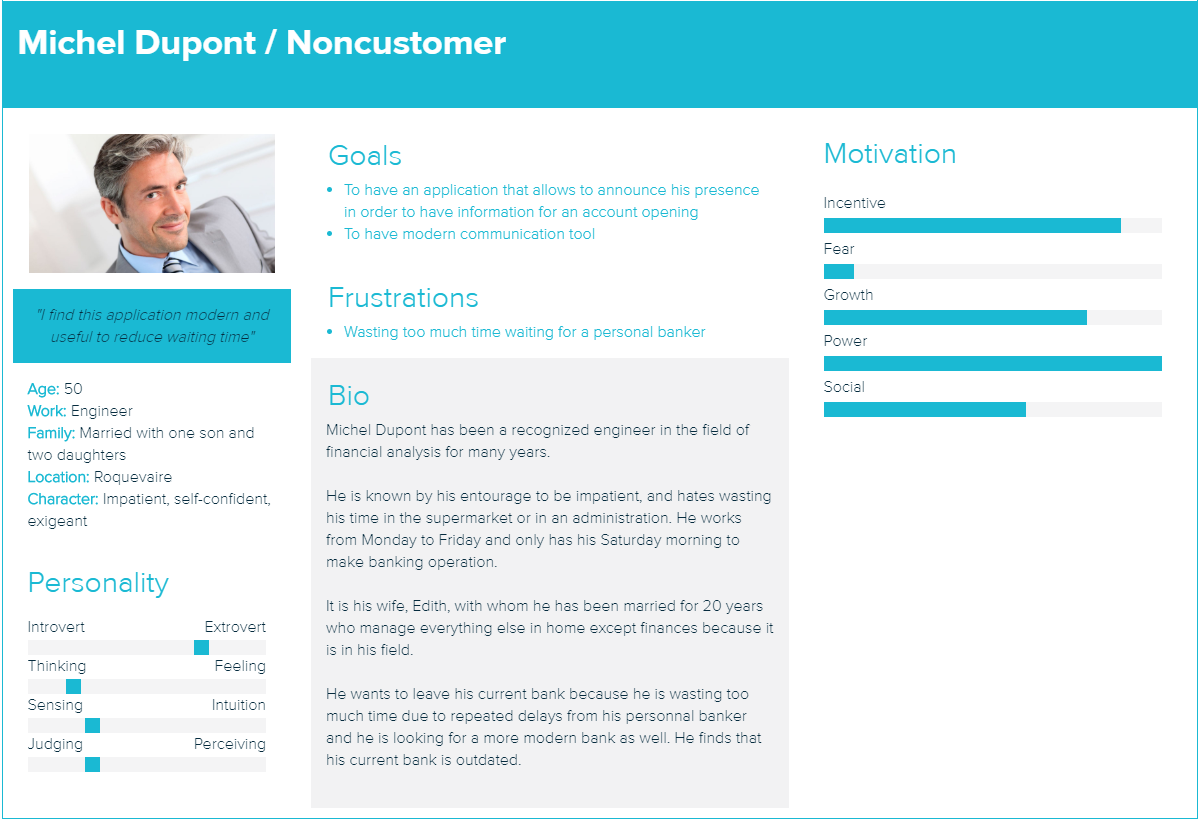 Michel Dupont / Noncustomer
"I find this application modern and
useful to reduce waiting time"
Age: 50
Work: Engineer
Family: Married with one son and
two daughters
Location: Roquevaire
Character: Impatient, self-confident,
exigeant
Personality
Introvert Extrovert
Thinking Feeling
Sensing Intuition
Judging Perceiving
Goals
• To have an application that allows to announce his presence
in order to have information for an account opening
• To have modern communication tool
Frustrations
• Wasting too much time waiting for a personal banker
Bio
Michel Dupont has been a recognized engineer in the field of
financial analysis for many years.
He is known by his entourage to be impatient, and hates wasting
his time in the supermarket or in an administration. He works
from Monday to Friday and only has his Saturday morning to
make banking operation.
It is his wife, Edith, with whom he has been married for 20 years
who manage everything else in home except finances because it
is in his field.
He wants to leave his current bank because he is wasting too
much time due to repeated delays from his personnal banker
and he is looking for a more modern bank as well. He finds that
his current bank is outdated.
Motivation
Incentive
Fear
Growth
Power
Social